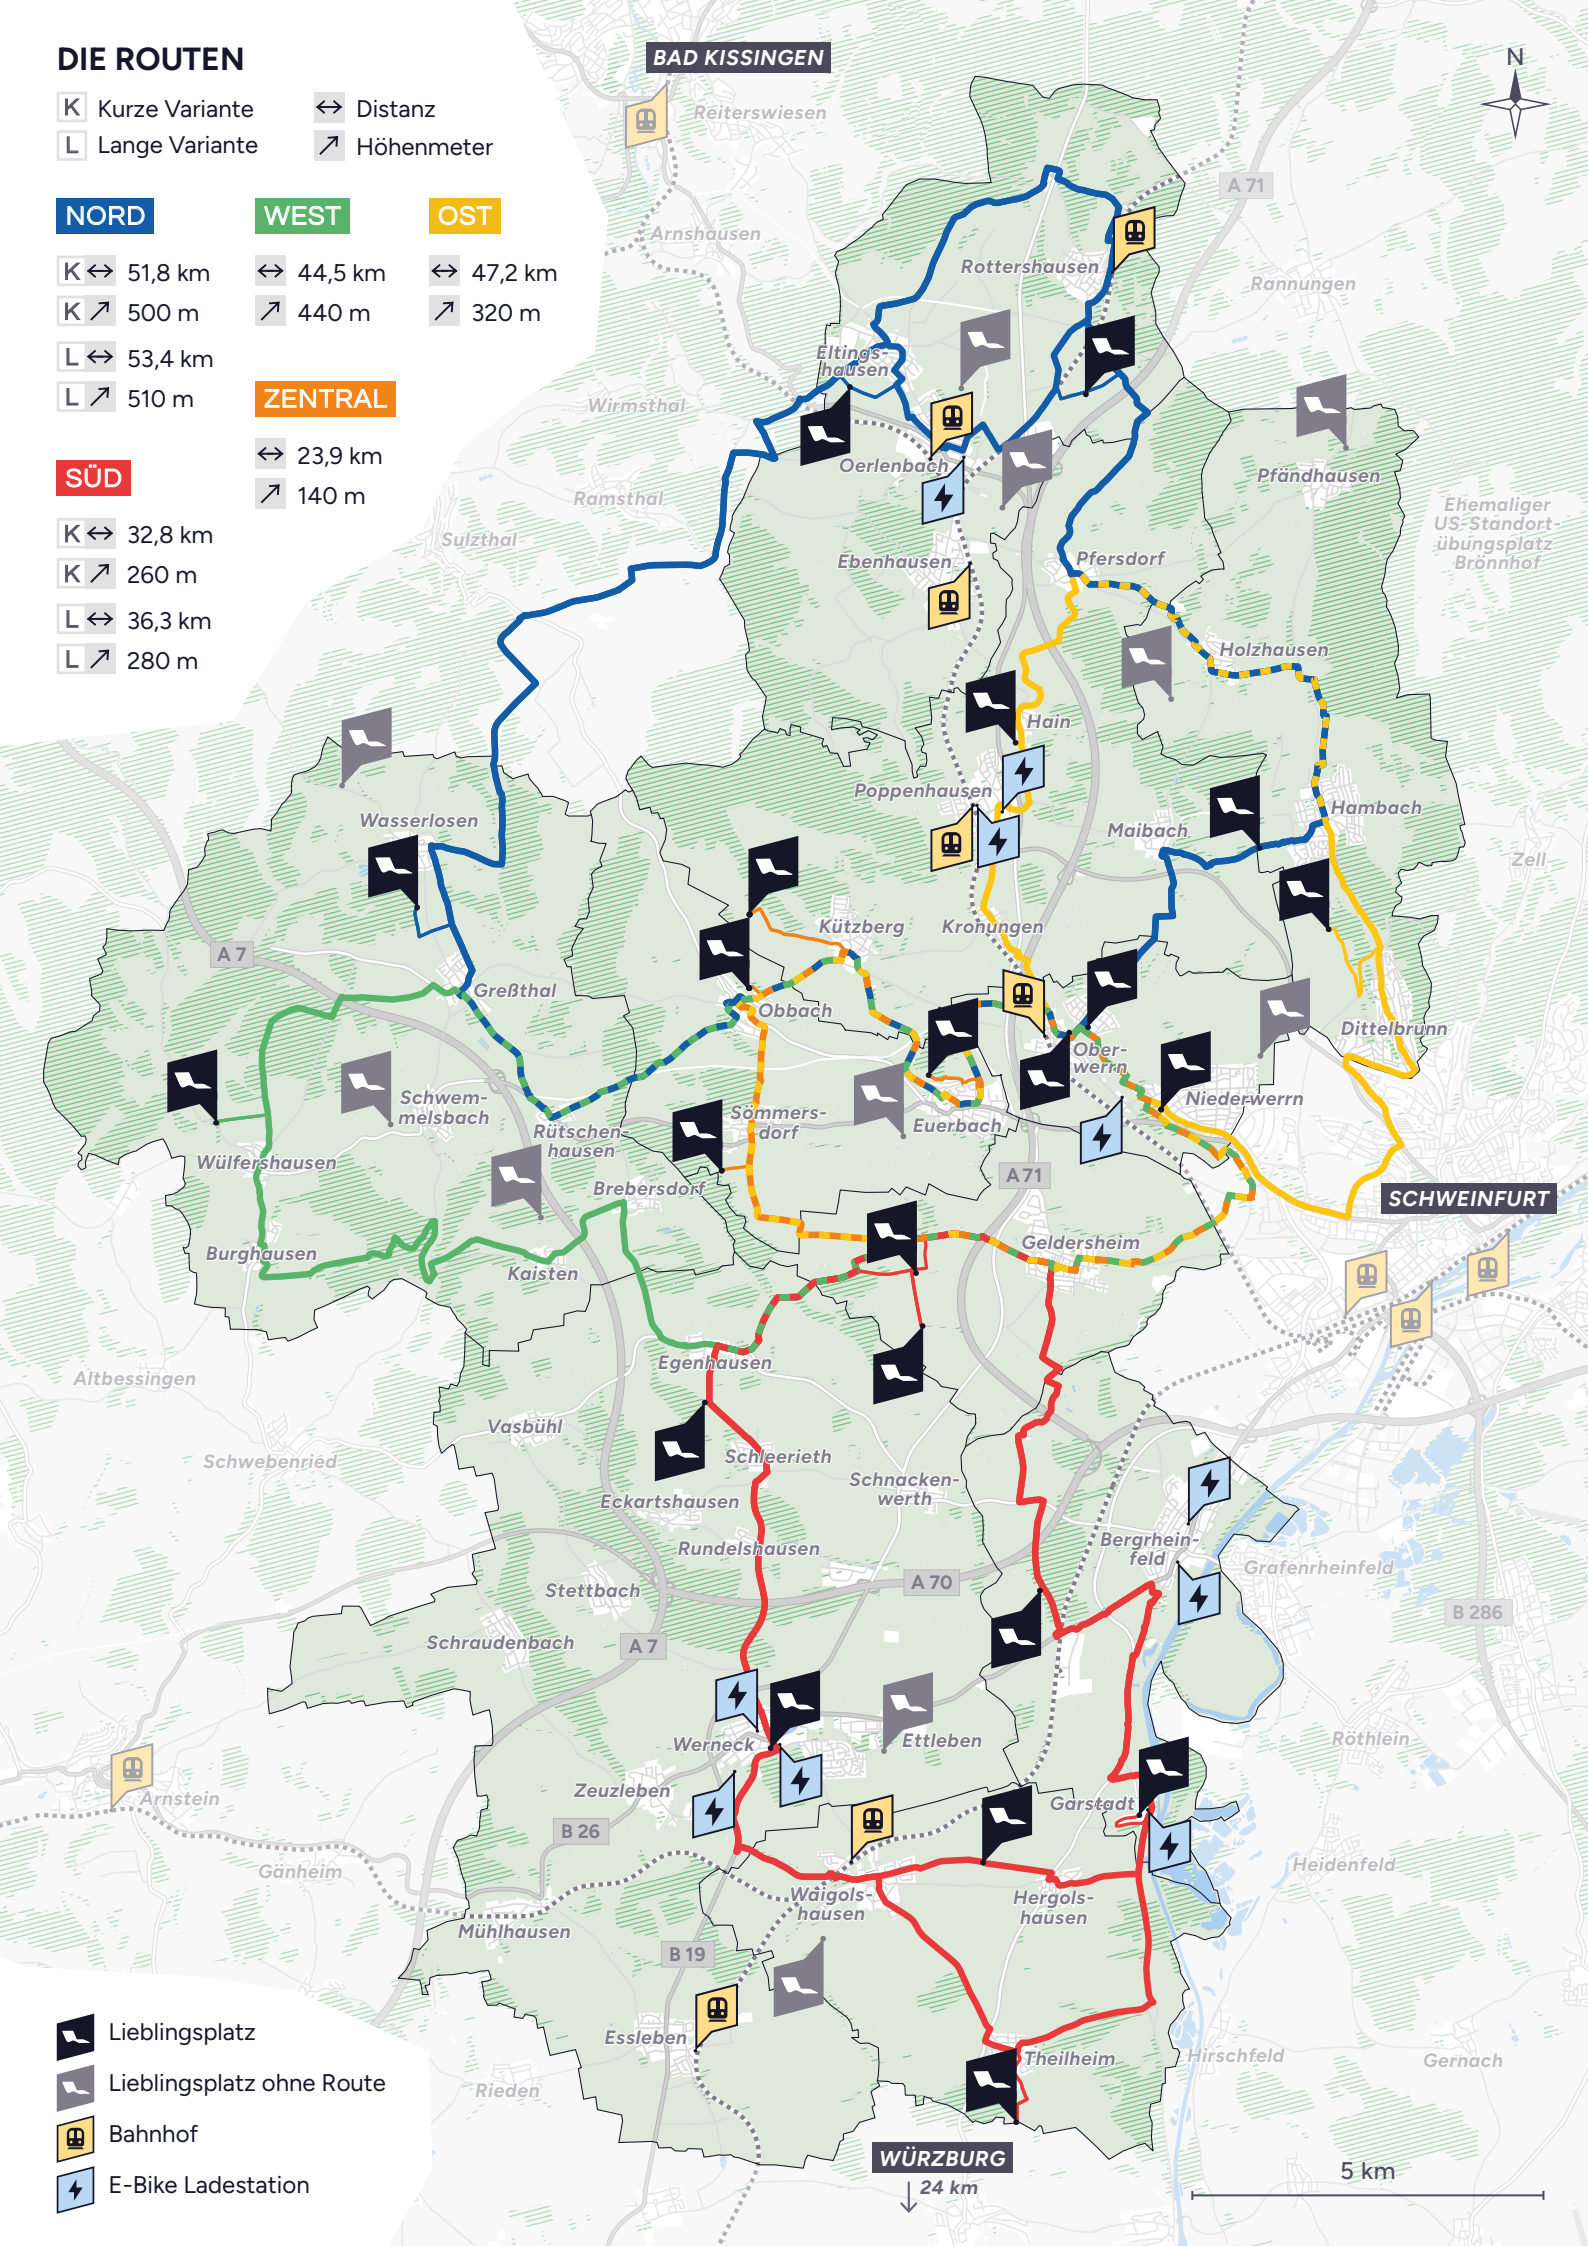 DIE ROUTEN
K Kurze Variante
L Lange Variante
Distanz
Höhenmeter
NORD
K 51,8 km
K 500 m
L 53,4 km
L 510 m
WEST
44,5 km
440 m
OST
47,2 km
320 m
ZENTRAL
23,9 km
140 m
SÜD
K 32,8 km
K 260 m
L 36,3 km
L 280 m
BAD KISSINGEN
N
Reiterswiesen
A 71
Arnshausen
Rottershausen
Rannungen
Eltings-
hausen
Wirmsthal
Oerlenbach
Pfändhausen
Ramsthal
Ehemaliger
US-Standort-
übungsplatz
Brönnhof
Sulzthal
Ebenhausen
Pfersdorf
Holzhausen
Hain
Poppenhausen
Hambach
Wasserlosen
Maibach
Zell
Kützberg
Kronungen
A 7
Greßthal
Obbach
Dittelbrunn
Ober-
werrn
Schwem-
melsbach
Niederwerrn
Sömmers-
dorf
Euerbach
Rütschen-
hausen
Wülfershausen
A 71
Brebersdorf
SCHWEINFURT
Burghausen
Geldersheim
Kaisten
Egenhausen
Altbessingen
Vasbühl
Schleerieth
Schwebenried
Schnacken-
werth
Eckartshausen
Rundelshausen
Bergrhein-
feld
Grafenrheinfeld
Stettbach
A 70
B 286
Schraudenbach
A 7
Werneck
Ettleben
Röthlein
Zeuzleben
Arnstein
Garstadt
B 26
Gänheim
Heidenfeld
Waigols-
hausen
Hergols-
hausen
Mühlhausen
B 19
Essleben
Theilheim
Hirschfeld
Gernach
Rieden
Lieblingsplatz
Lieblingsplatz ohne Route
Bahnhof
E-Bike Ladestation
WÜRZBURG
24 km
5 km